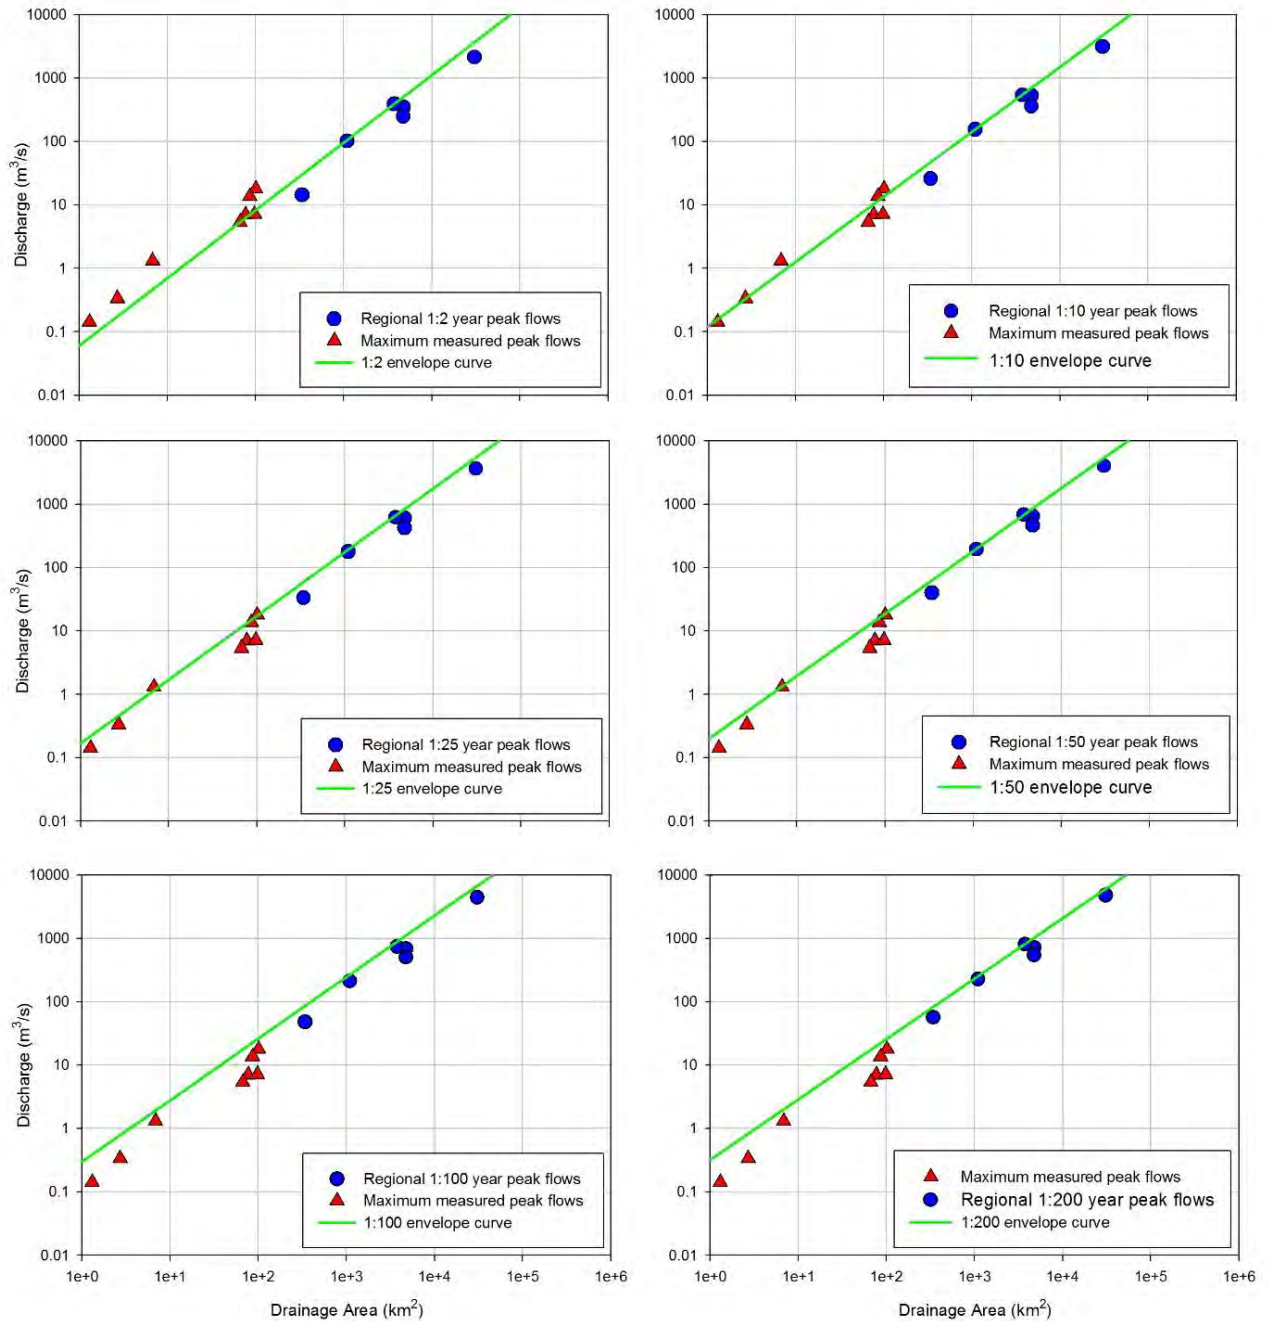 10000
1000
100
10
1
0.1
0.01
Discharge (m³/s)
Regional 1:2 year peak flows
Maximum measured peak flows
1:2 envelope curve
10000
1000
100
10
1
0.1
0.01
Regional 1:10 year peak flows
Maximum measured peak flows
1:10 envelope curve
10000
1000
100
10
1
0.1
0.01
Discharge (m³/s)
Regional 1:25 year peak flows
Maximum measured peak flows
1:25 envelope curve
10000
1000
100
10
1
0.1
0.01
Regional 1:50 year peak flows
Maximum measured peak flows
1:50 envelope curve
10000
1000
100
10
1
0.1
0.01
Discharge (m³/s)
Regional 1:100 year peak flows
Maximum measured peak flows
1:100 envelope curve
1e+0 1e+1 1e+2 1e+3 1e+4 1e+5 1e+6
Drainage Area (km²)
10000
1000
100
10
1
0.1
0.01
Maximum measured peak flows
Regional 1:200 year peak flows
1:200 envelope curve
1e+0 1e+1 1e+2 1e+3 1e+4 1e+5 1e+6
Drainage Area (km²)